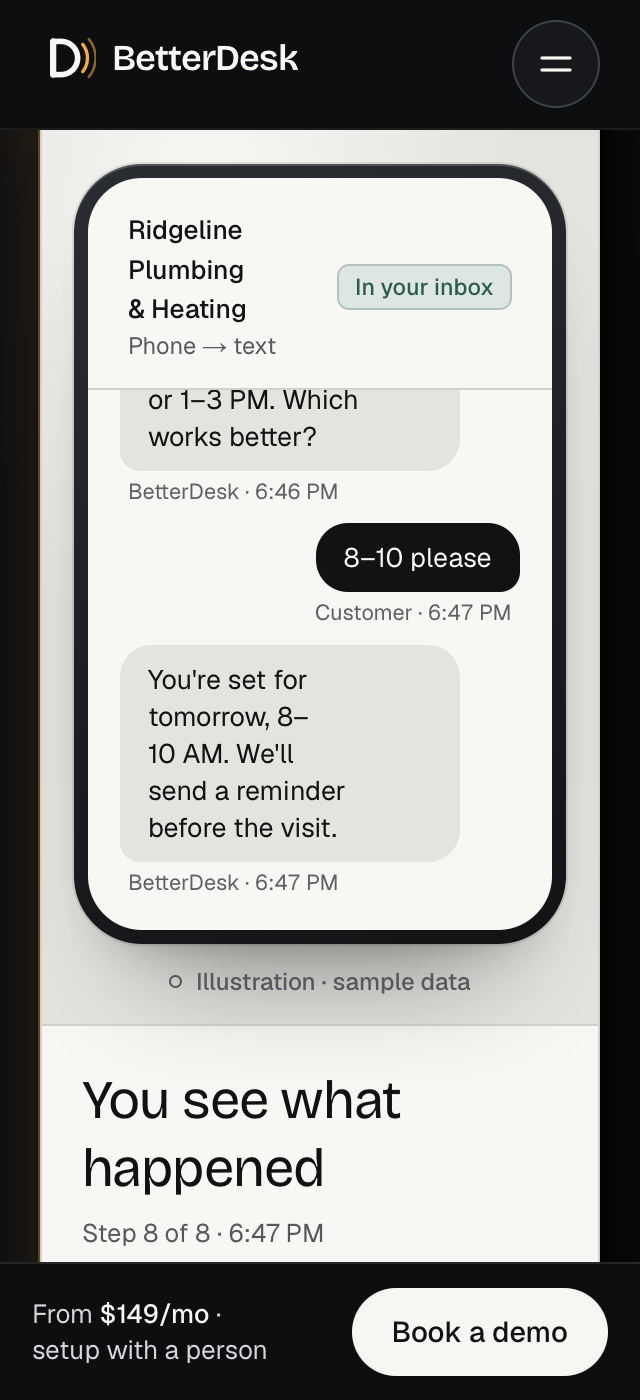 BetterDesk
Ridgeline
Plumbing
& Heating
In your inbox
Phone → text
or 1–3 PM. Which
works better?
BetterDesk · 6:46 PM
8–10 please
Customer · 6:47 PM
You're set for
tomorrow, 8–
10 AM. We'll
send a reminder
before the visit.
BetterDesk · 6:47 PM
Illustration · sample data
You see what
happened
Step 8 of 8 · 6:47 PM
From $149/mo ·
setup with a person
Book a demo